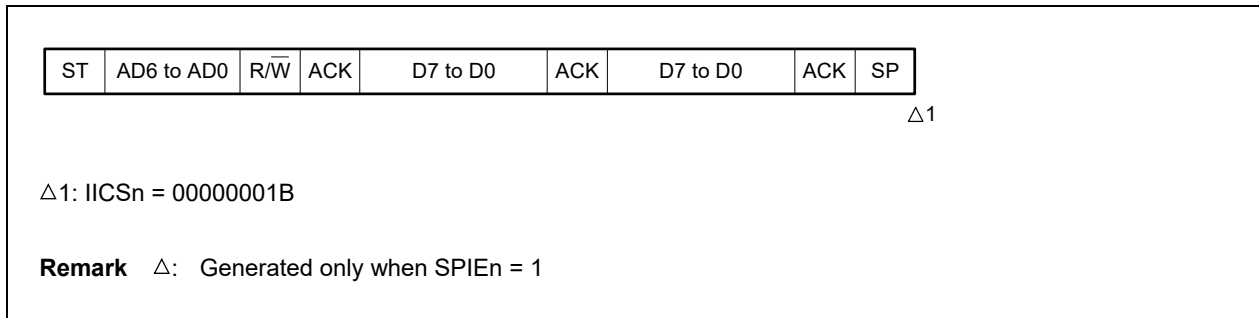 ST AD6 to AD0 R/W̅ ACK D7 to D0 ACK D7 to D0 ACK SP
△1
△1: IICSn = 00000001B
Remark △: Generated only when SPIEn = 1